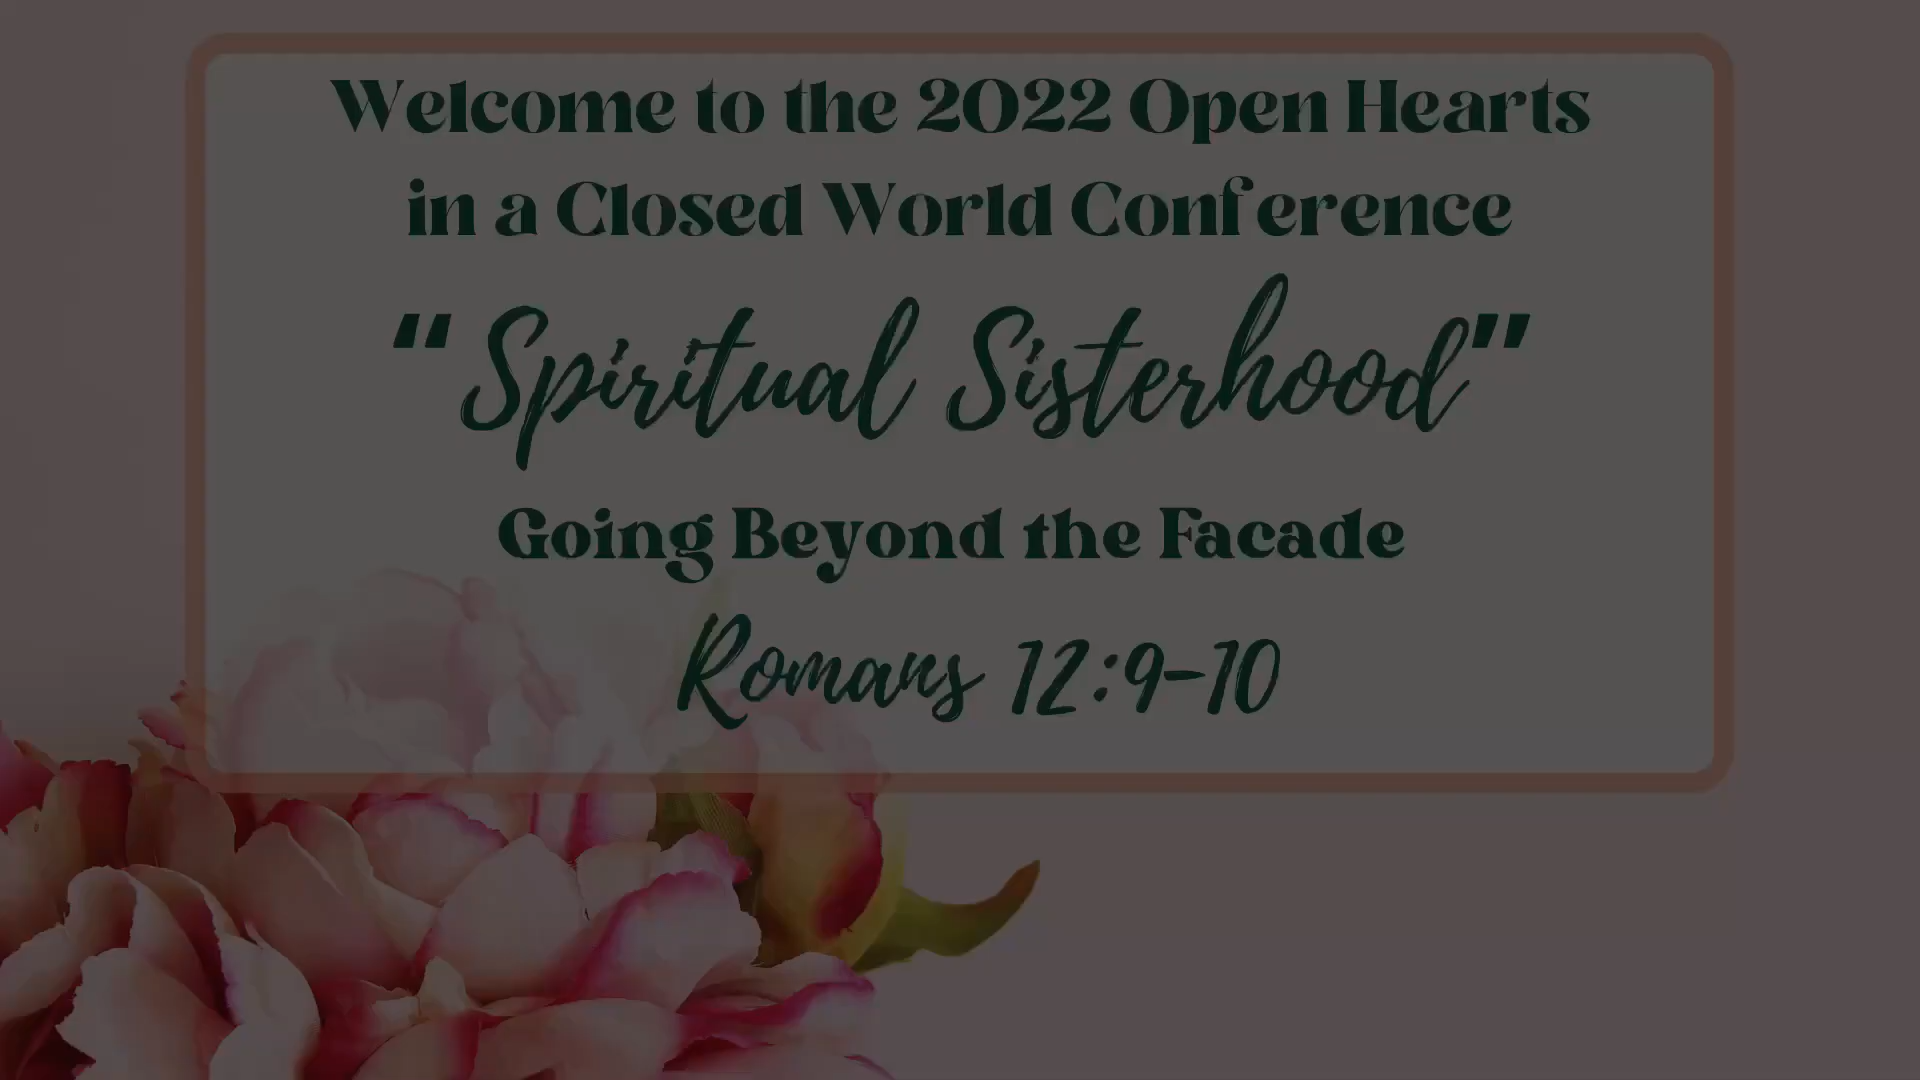 Welcome to the 2022 Open Hearts
in a Closed World Conference
"Spiritual Sisterhood"
Going Beyond the Facade
Romans 12:9-10